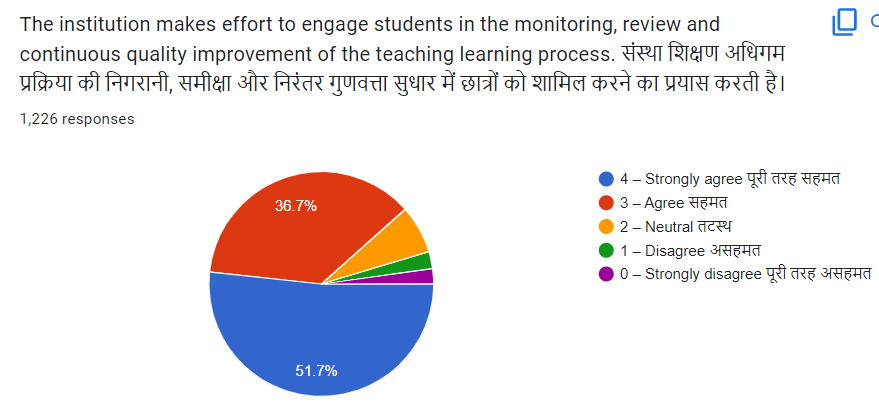 The institution makes effort to engage students in the monitoring, review and
continuous quality improvement of the teaching learning process. संस्था शिक्षण अधिगम
प्रक्रिया की निगरानी, समीक्षा और निरंतर गुणवत्ता सुधार में छात्रों को शामिल करने का प्रयास करती है।
1,226 responses
36.7%
51.7%
4 – Strongly agree पूरी तरह सहमत
3 – Agree सहमत
2 – Neutral तटस्थ
1 – Disagree असहमत
0 – Strongly disagree पूरी तरह असहमत